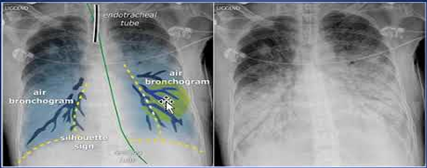 endotracheal
tube
air
bronchogram
air
bronchogram
silhouette
sign